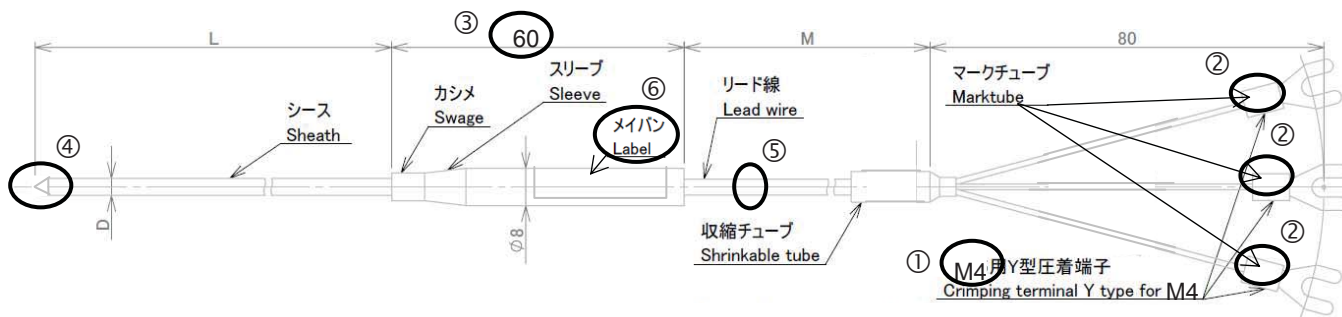 ③
L
60
M
80
スリーブ
Sleeve
⑥
カシメ
Swage
シース
Sheath
メイバン
Label
リード線
Lead wire
マークチューブ
Marktube
②
④
⑤
②
D
φ8
収縮チューブ
Shrinkable tube
②
①
M4用Y型圧着端子
Crimping terminal Y type for M4